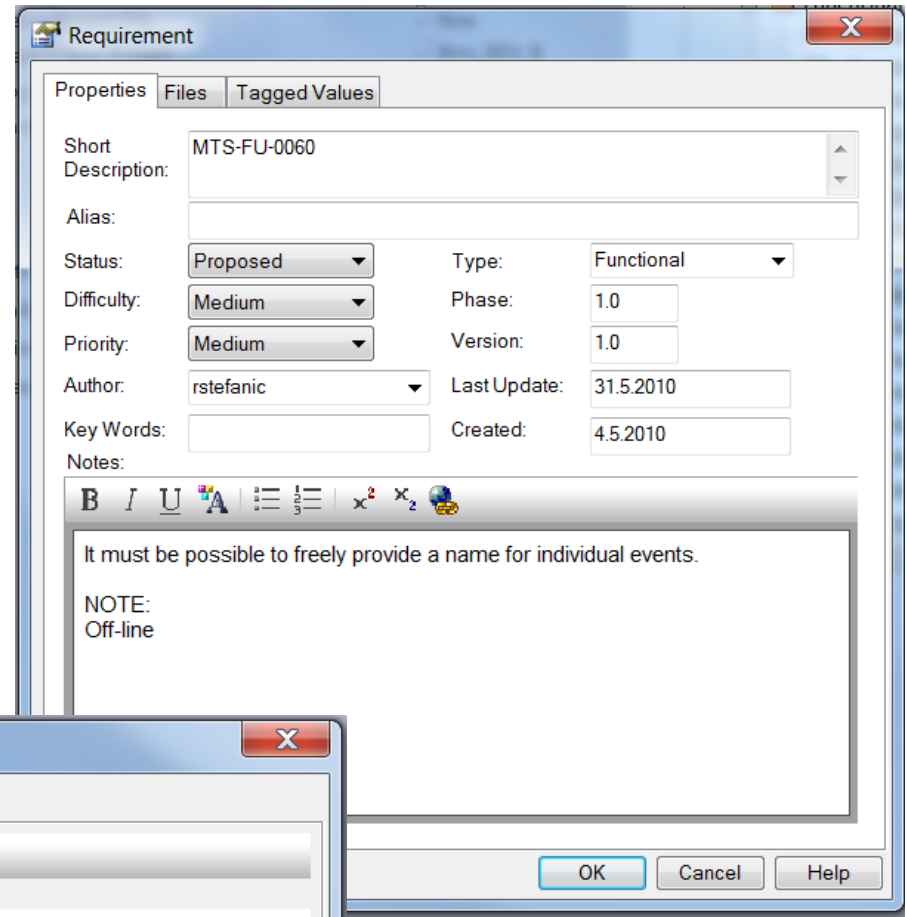 Requirement
Properties Files Tagged Values
Short Description: MTS-FU-0060
Alias:
Status: Proposed Type: Functional
Difficulty: Medium Phase: 1.0
Priority: Medium Version: 1.0
Author: rstefanic Last Update: 31.5.2010
Key Words: Created: 4.5.2010
Notes:
B I U A x² x₂
It must be possible to freely provide a name for individual events.
NOTE:
Off-line
OK Cancel Help